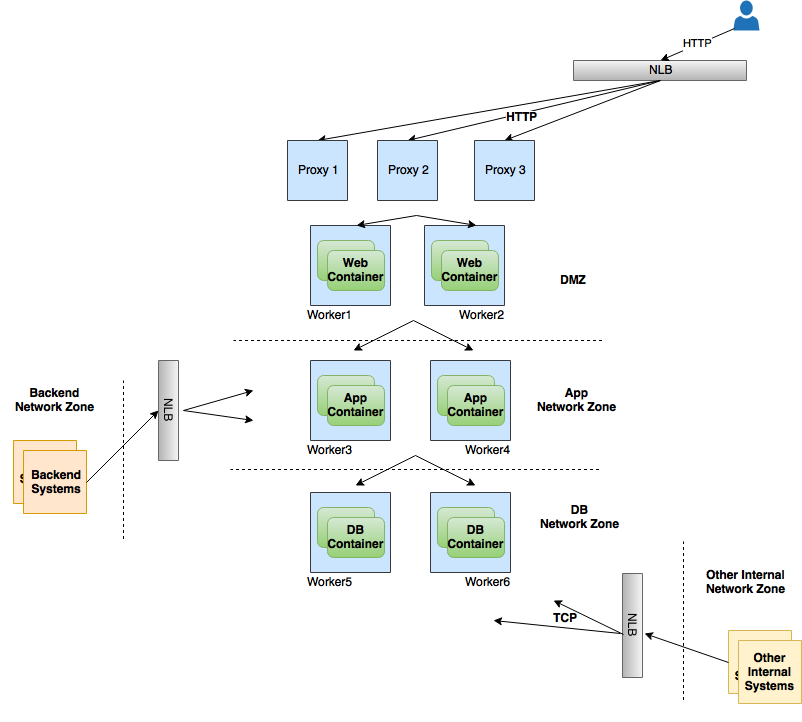 HTTP
NLB
HTTP
Proxy 1
Proxy 2
Proxy 3
Web
Container
Web
Container
DMZ
Worker1
Worker2
Backend
Network Zone
NLB
App
Container
App
Container
App
Network Zone
Worker3
Worker4
S
Backend
Systems
DB
Container
DB
Container
DB
Network Zone
Worker5
Worker6
Other Internal
Network Zone
TCP
NLB
S
Other
Internal
Systems